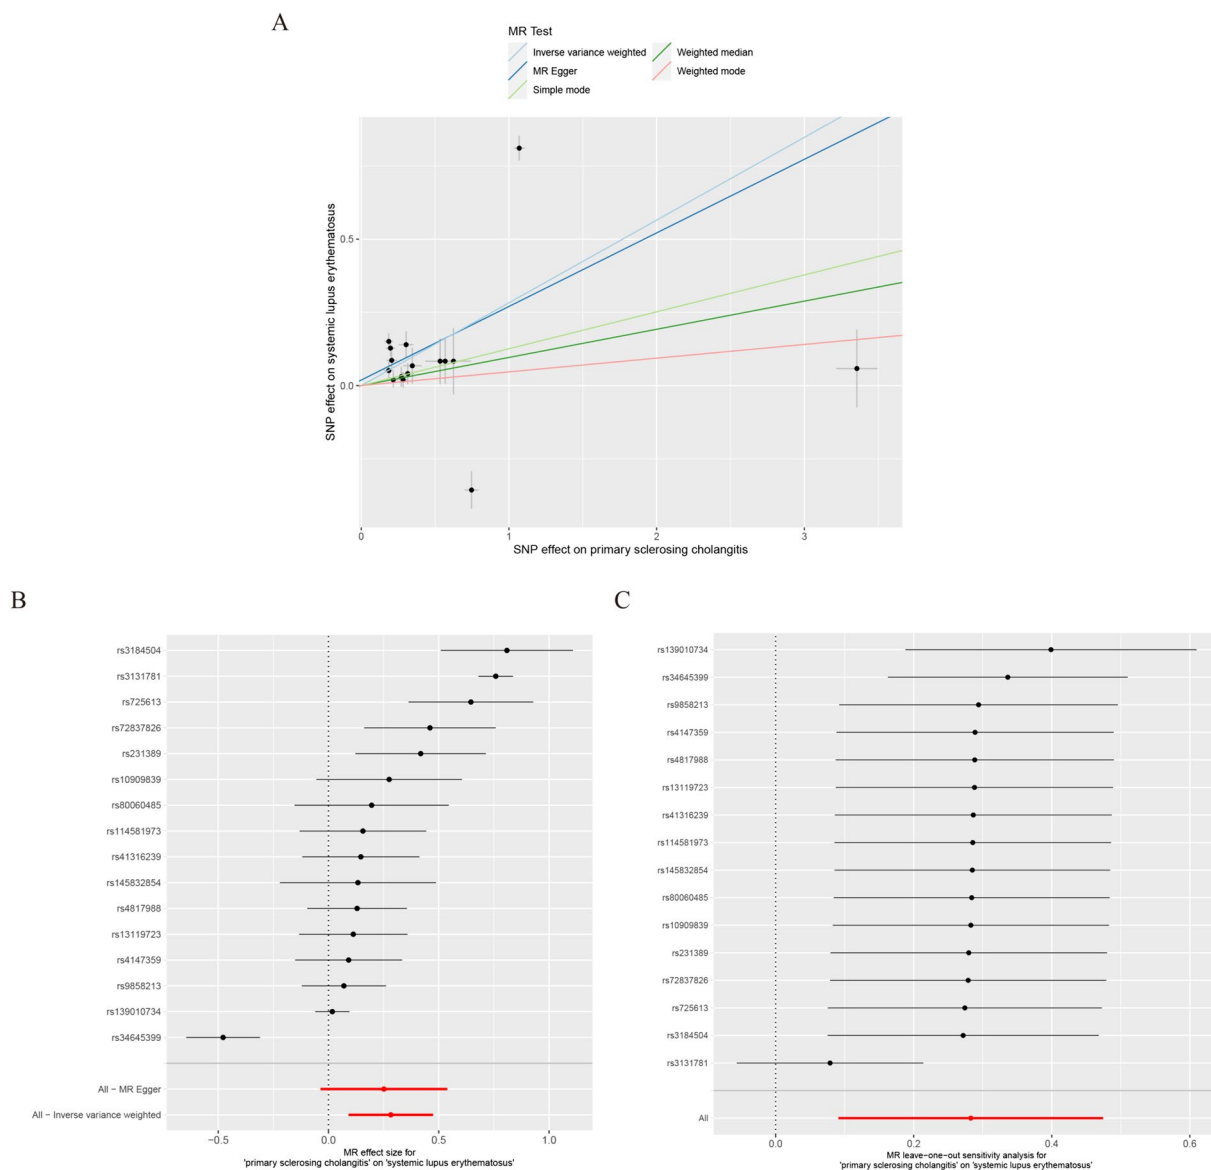 A
MR Test
Inverse variance weighted
Weighted median
MR Egger
Weighted mode
Simple mode
SNP effect on systemic lupus erythematosus
0.5
0.0
0
1
2
3
SNP effect on primary sclerosing cholangitis
B
rs3184504
rs3131781
rs725613
rs72837826
rs231389
rs10909839
rs80060485
rs114581973
rs41316239
rs145832854
rs4817988
rs13119723
rs4147359
rs9858213
rs139010734
rs34645399
All − MR Egger
All − Inverse variance weighted
−0.5
0.0
0.5
1.0
MR effect size for
'primary sclerosing cholangitis' on 'systemic lupus erythematosus'
C
rs139010734
rs34645399
rs9858213
rs4147359
rs4817988
rs13119723
rs41316239
rs114581973
rs145832854
rs80060485
rs10909839
rs231389
rs72837826
rs725613
rs3184504
rs3131781
All
0.0
0.2
0.4
0.6
MR leave−one−out sensitivity analysis for
'primary sclerosing cholangitis' on 'systemic lupus erythematosus'